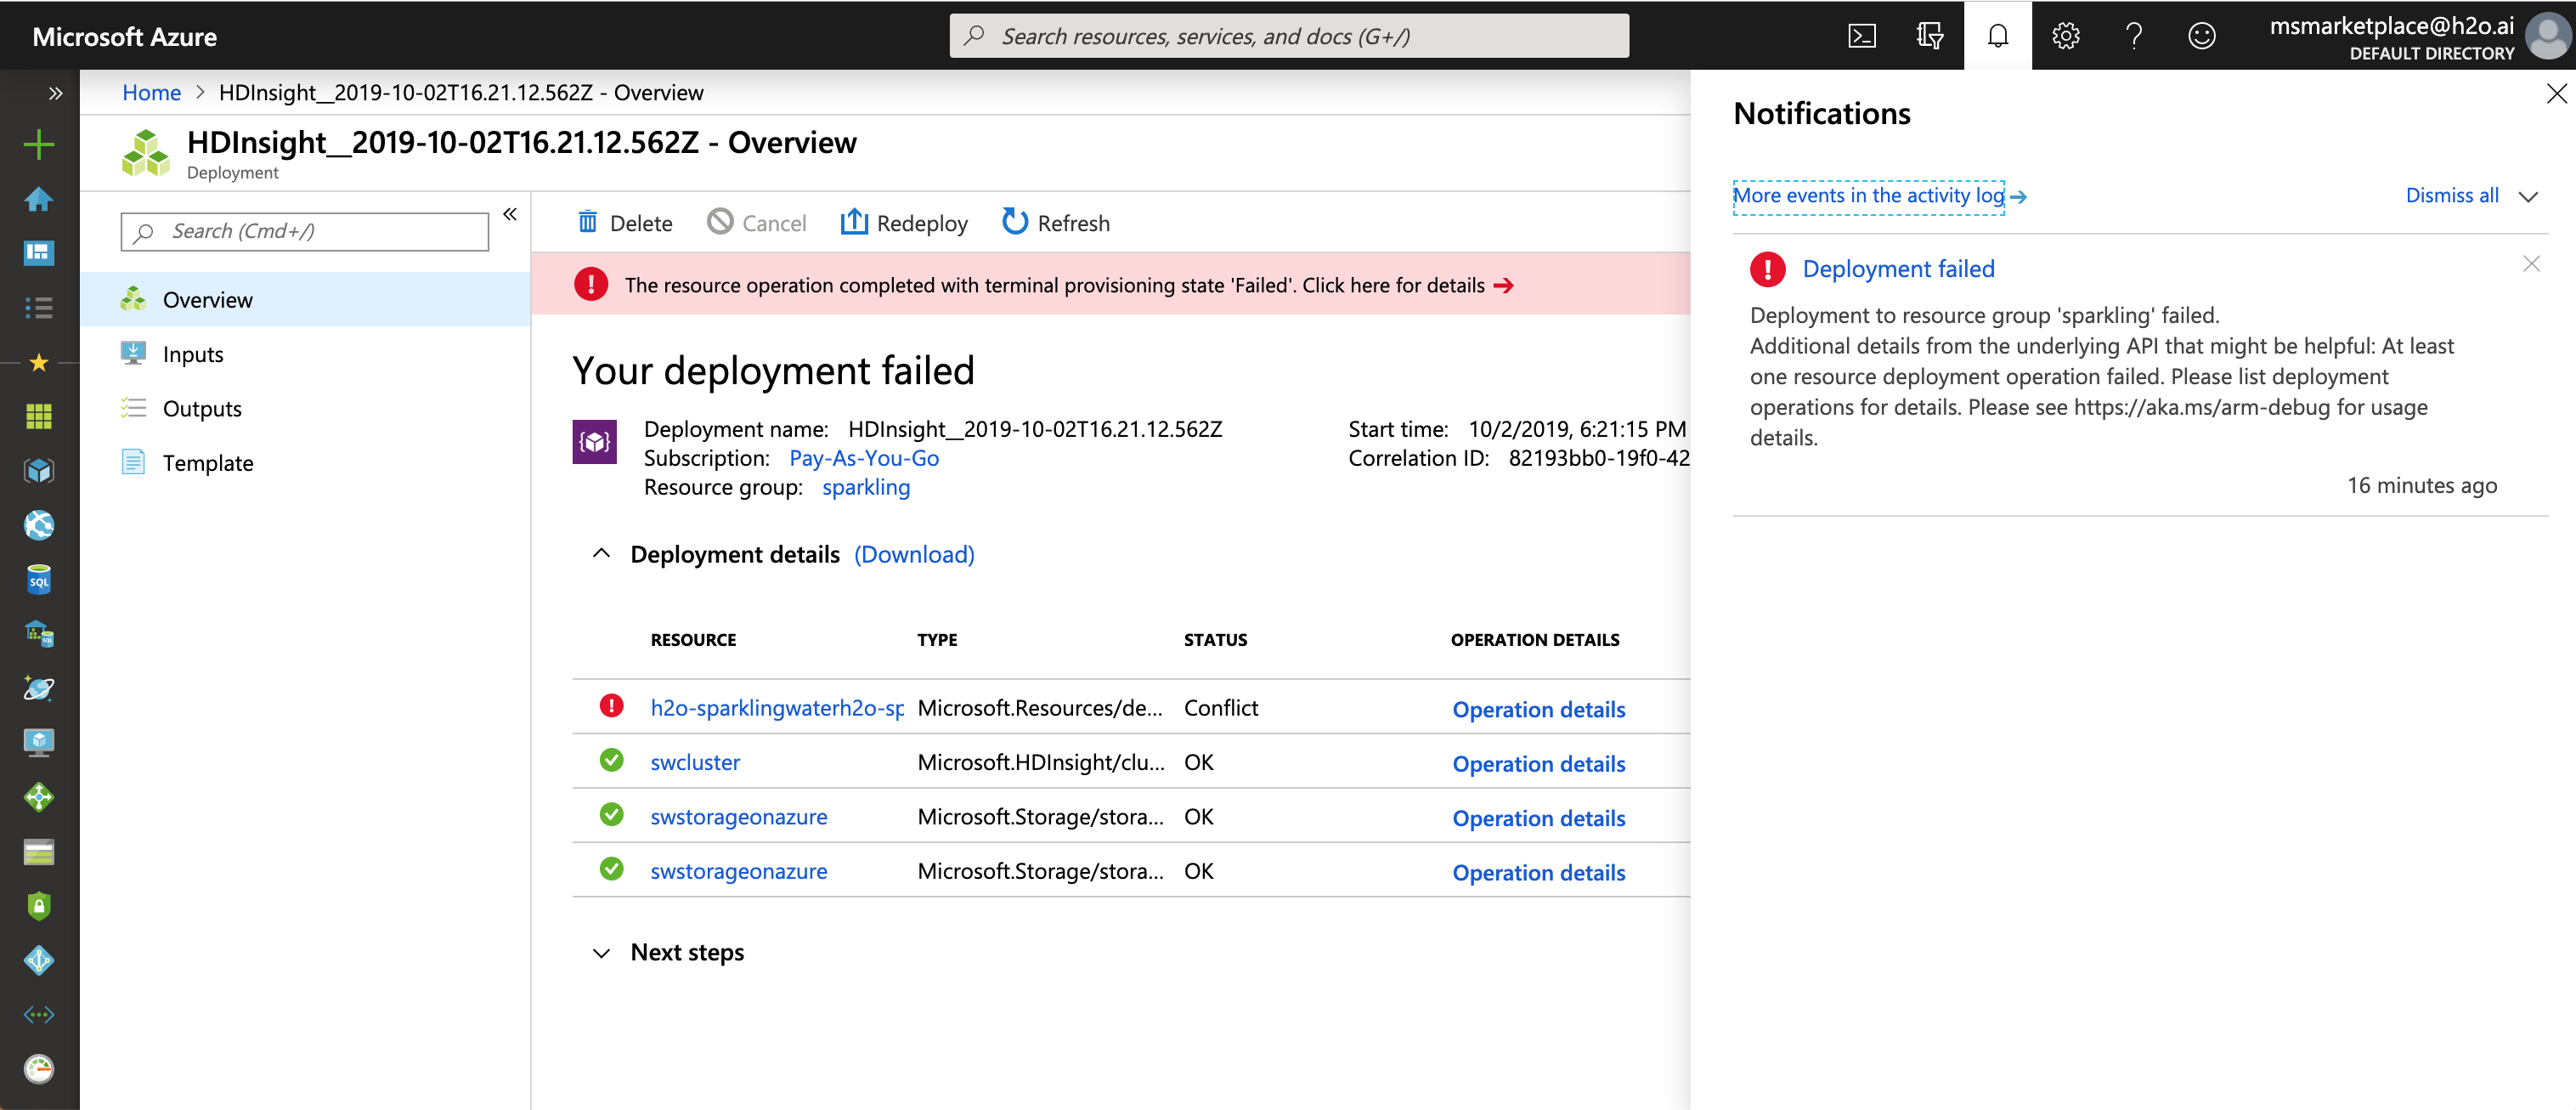 Microsoft Azure
Search resources, services, and docs (G+/)
msmarketplace@h2o.ai
DEFAULT DIRECTORY
Home > HDInsight__2019-10-02T16.21.12.562Z - Overview
HDInsight__2019-10-02T16.21.12.562Z - Overview
Deployment
Search (Cmd+/)
Overview
Inputs
Outputs
Template
Delete Cancel Redeploy Refresh
The resource operation completed with terminal provisioning state 'Failed'. Click here for details
Your deployment failed
Deployment name: HDInsight__2019-10-02T16.21.12.562Z
Subscription: Pay-As-You-Go
Resource group: sparkling
Start time: 10/2/2019, 6:21:15 PM
Correlation ID: 82193bb0-19f0-42
Deployment details (Download)
RESOURCE TYPE STATUS OPERATION DETAILS
h2o-sparklingwaterh2o-sp Microsoft.Resources/de... Conflict Operation details
swcluster Microsoft.HDInsight/clu... OK Operation details
swstorageonazure Microsoft.Storage/stora... OK Operation details
swstorageonazure Microsoft.Storage/stora... OK Operation details
Next steps
Notifications
More events in the activity log
Dismiss all
Deployment failed
Deployment to resource group 'sparkling' failed.
Additional details from the underlying API that might be helpful: At least
one resource deployment operation failed. Please list deployment
operations for details. Please see https://aka.ms/arm-debug for usage
details.
16 minutes ago
SQL
SQL